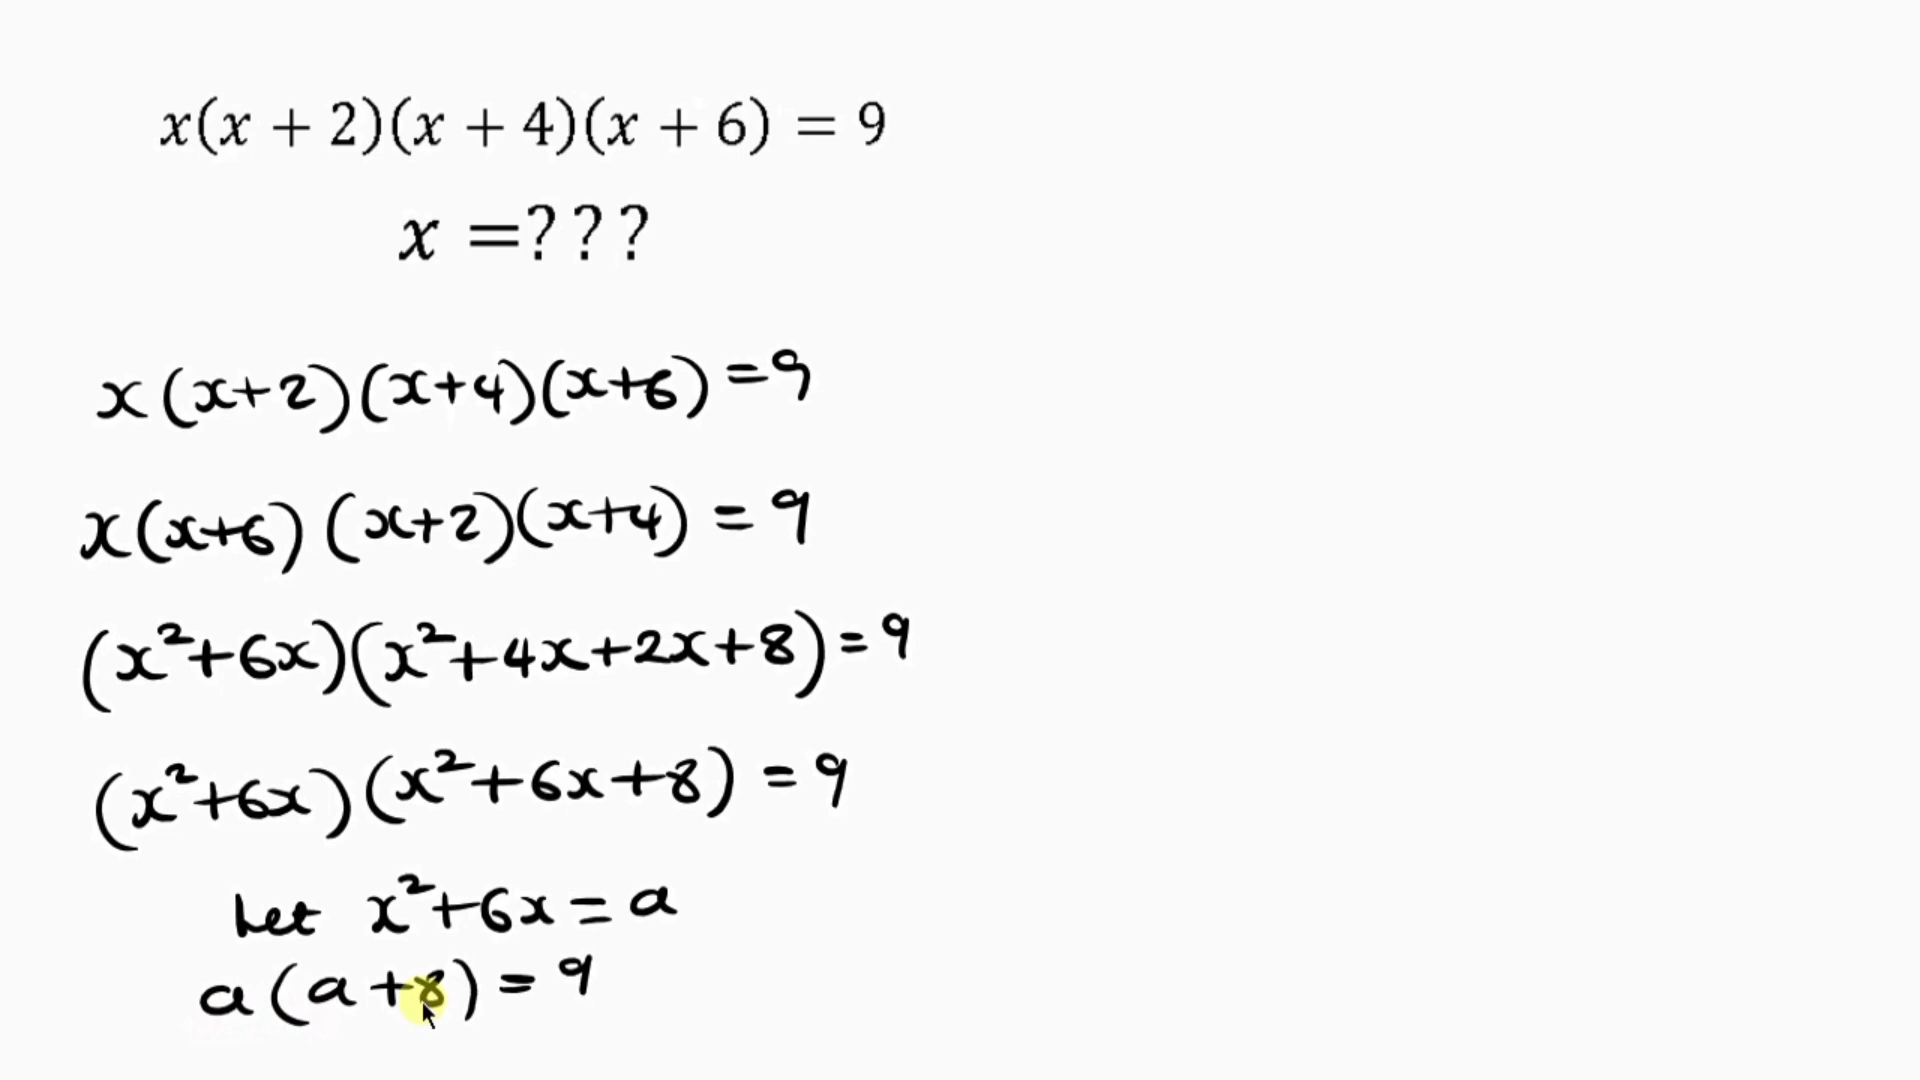 x(x + 2)(x + 4)(x + 6) = 9
x =???
x(x+2)(x+4)(x+6) = 9
x(x+6)(x+2)(x+4) = 9
(x²+6x)(x²+4x+2x+8) = 9
(x²+6x)(x²+6x+8) = 9
Let x²+6x = a
a(a+8) = 9